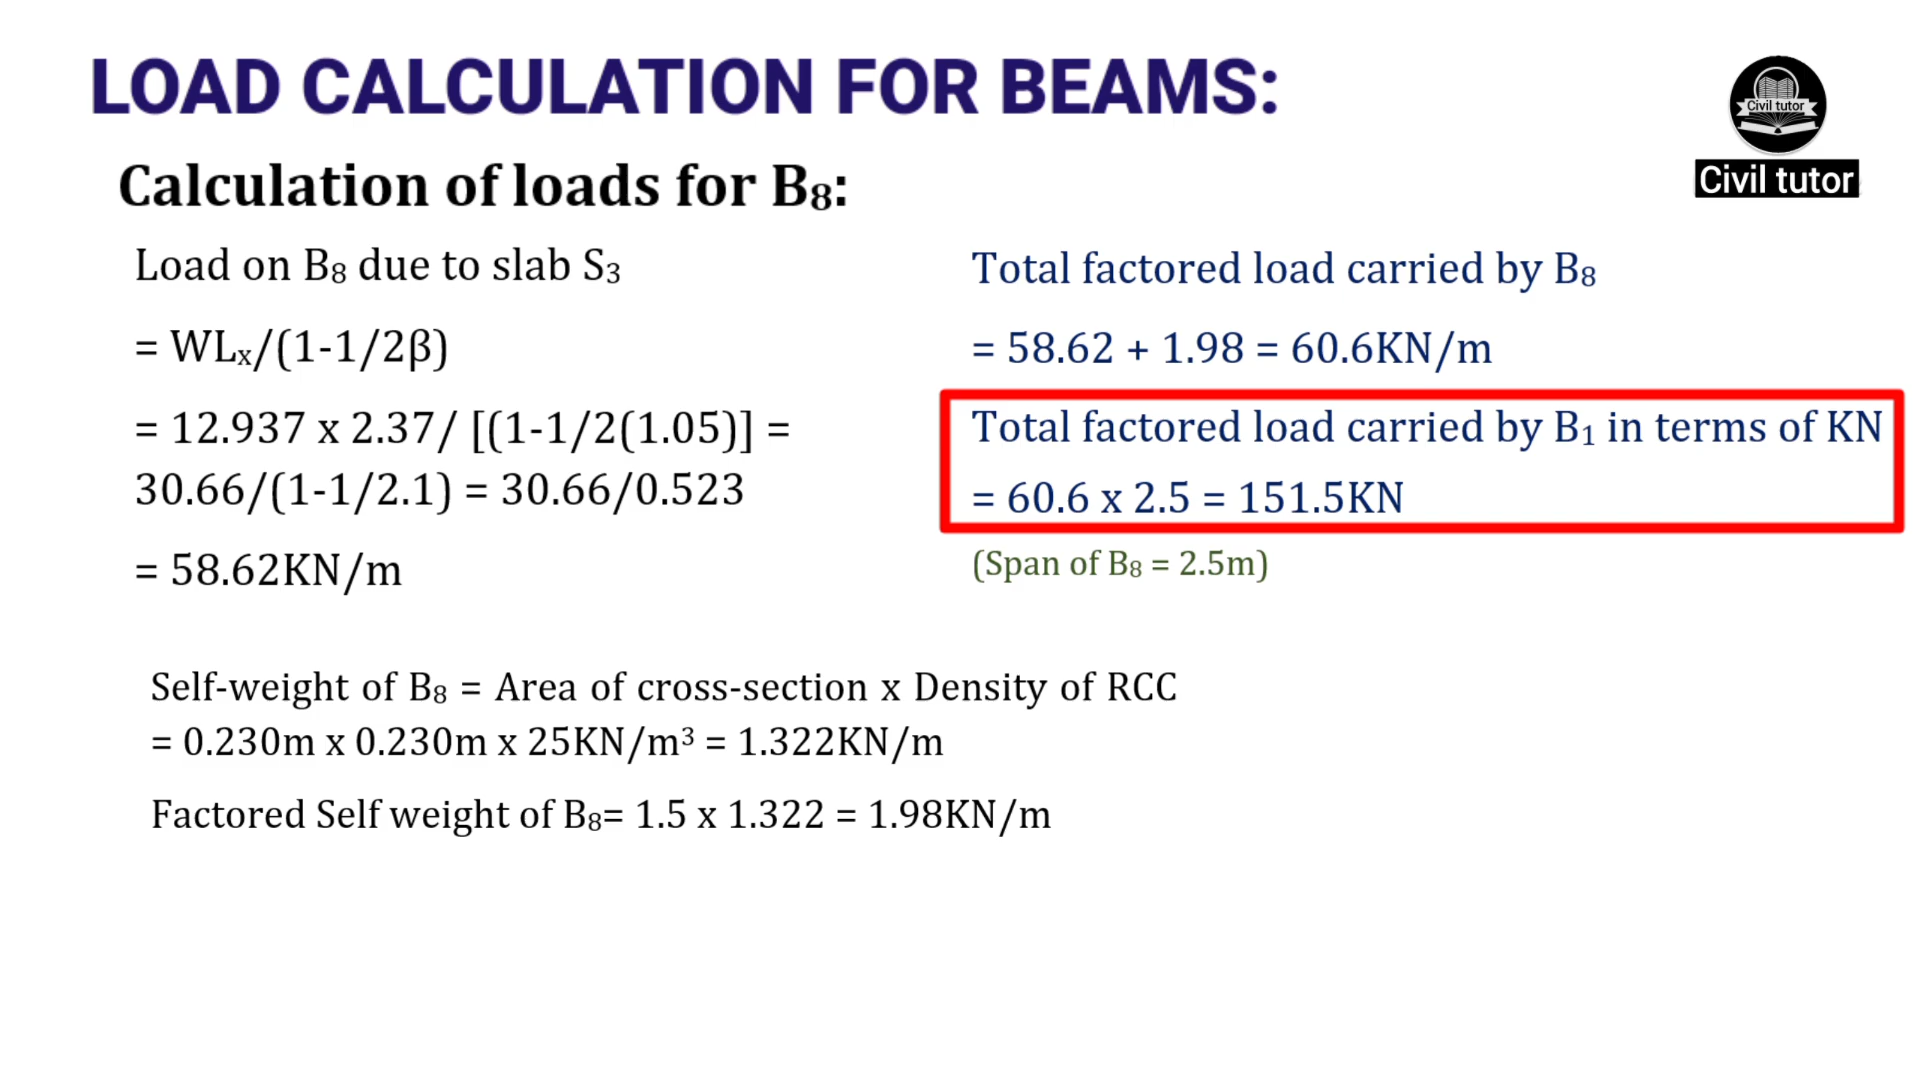 LOAD CALCULATION FOR BEAMS:
Civil tutor
Civil tutor
Calculation of loads for B₈:
Load on B₈ due to slab S₃
= WLₓ/(1-1/2β)
= 12.937 x 2.37/ [(1-1/2(1.05)] =
30.66/(1-1/2.1) = 30.66/0.523
= 58.62KN/m
Total factored load carried by B₈
= 58.62 + 1.98 = 60.6KN/m
Total factored load carried by B₁ in terms of KN
= 60.6 x 2.5 = 151.5KN
(Span of B₈ = 2.5m)
Self-weight of B₈ = Area of cross-section x Density of RCC
= 0.230m x 0.230m x 25KN/m³ = 1.322KN/m
Factored Self weight of B₈= 1.5 x 1.322 = 1.98KN/m